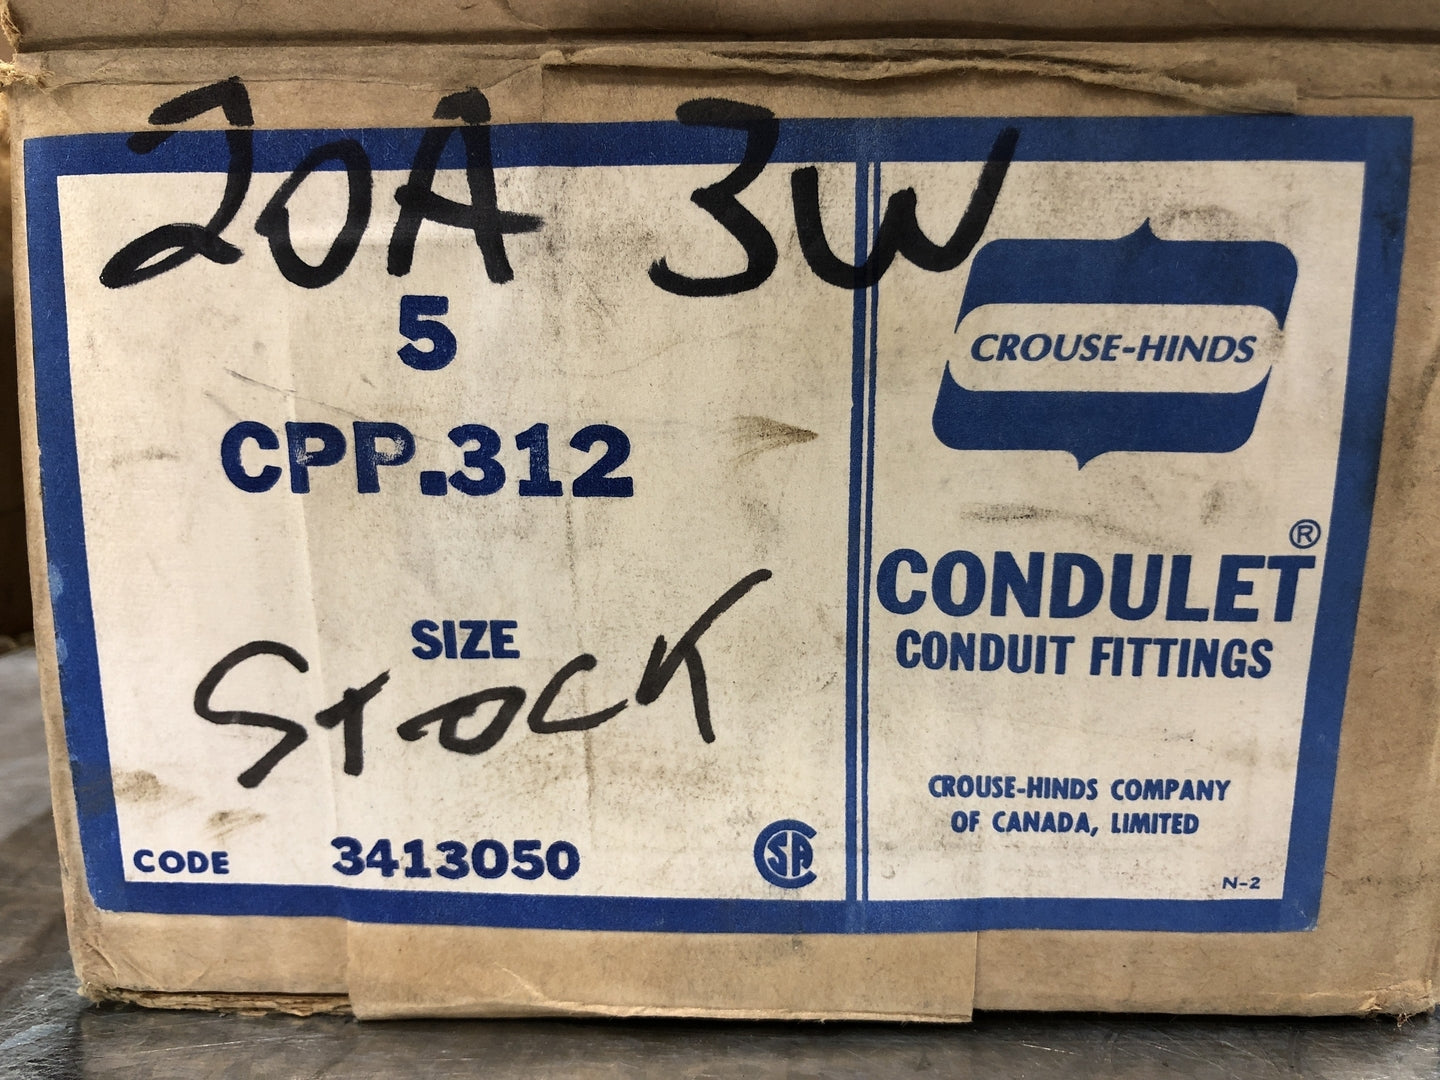 20A 3W
5
CPP.312
SIZE
STOCK
CODE 3413050
CSA
CROUSE-HINDS
CONDULET®
CONDUIT FITTINGS
CROUSE-HINDS COMPANY
OF CANADA, LIMITED
N-2